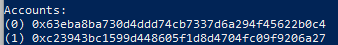 Accounts:
(0) 0x63eba8ba730d4ddd74cb7337d6a294f45622b0c4
(1) 0xc23943bc1599d448605f1d8d4704fc09f9206a27